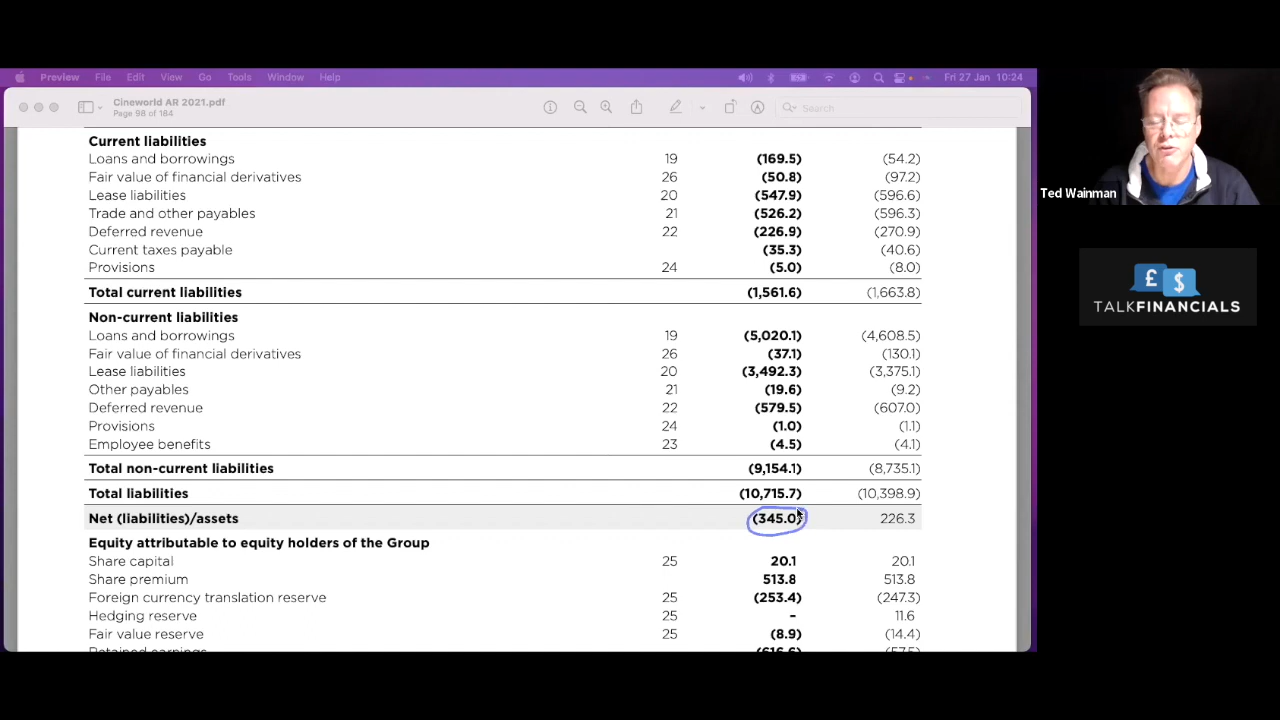 Preview File Edit View Go Tools Window Help Fri 27 Jan 10:24
Cineworld AR 2021.pdf
Page 98 of 184
Search
Current liabilities
Loans and borrowings 19 (169.5) (54.2)
Fair value of financial derivatives 26 (50.8) (97.2)
Lease liabilities 20 (547.9) (596.6)
Trade and other payables 21 (526.2) (596.3)
Deferred revenue 22 (226.9) (270.9)
Current taxes payable (35.3) (40.6)
Provisions 24 (5.0) (8.0)
Total current liabilities (1,561.6) (1,663.8)
Non-current liabilities
Loans and borrowings 19 (5,020.1) (4,608.5)
Fair value of financial derivatives 26 (37.1) (130.1)
Lease liabilities 20 (3,492.3) (3,375.1)
Other payables 21 (19.6) (9.2)
Deferred revenue 22 (579.5) (607.0)
Provisions 24 (1.0) (1.1)
Employee benefits 23 (4.5) (4.1)
Total non-current liabilities (9,154.1) (8,735.1)
Total liabilities (10,715.7) (10,398.9)
Net (liabilities)/assets (345.0) 226.3
Equity attributable to equity holders of the Group
Share capital 25 20.1 20.1
Share premium 513.8 513.8
Foreign currency translation reserve 25 (253.4) (247.3)
Hedging reserve 25 – 11.6
Fair value reserve 25 (8.9) (14.4)
Retained earnings (616.6) (57.5)
Ted Wainman
£ $
TALKFINANCIALS